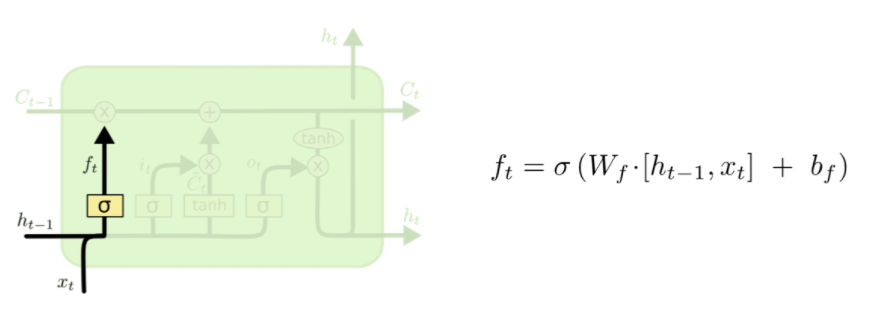 h_t
C_{t-1}
C_t
x
+
tanh
f_t
i_t
x
o_t
x
C̃_t
σ
σ
tanh
σ
h_{t-1}
h_t
x_t
f_t = σ (W_f · [h_{t-1}, x_t] + b_f)